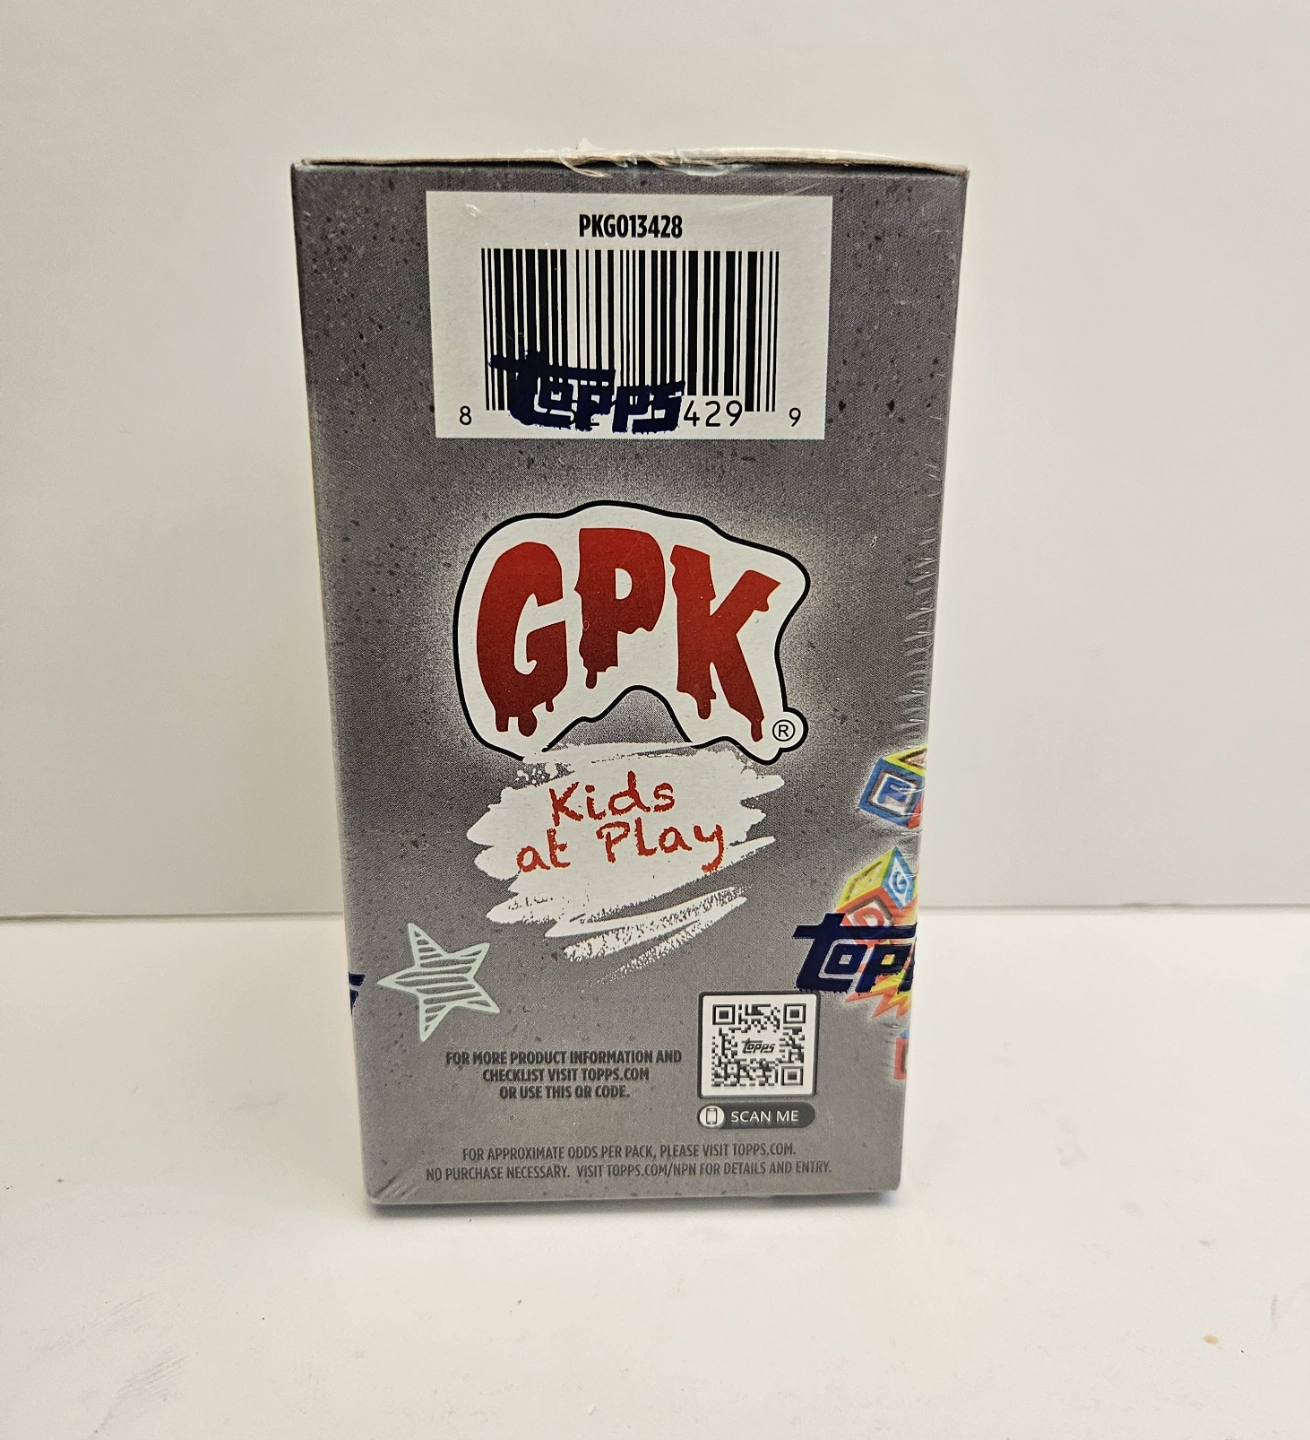 PKG013428
8 429 9
topps
GPK®
Kids
at Play
topps
FOR MORE PRODUCT INFORMATION AND
CHECKLIST VISIT TOPPS.COM
OR USE THIS QR CODE.
topps
SCAN ME
FOR APPROXIMATE ODDS PER PACK, PLEASE VISIT TOPPS.COM.
NO PURCHASE NECESSARY. VISIT TOPPS.COM/NPN FOR DETAILS AND ENTRY.